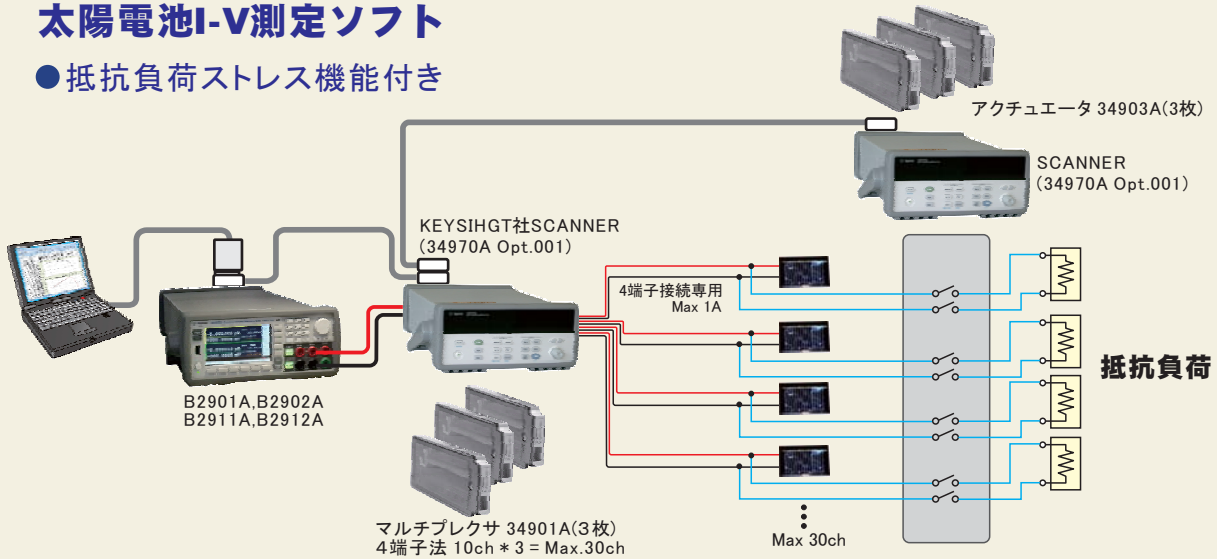 太陽電池I-V測定ソフト
●抵抗負荷ストレス機能付き
アクチュエータ 34903A(3枚)
SCANNER
(34970A Opt.001)
KEYSIHGT社SCANNER
(34970A Opt.001)
4端子接続専用
Max 1A
抵抗負荷
B2901A,B2902A
B2911A,B2912A
マルチプレクサ 34901A(3枚)
4端子法 10ch * 3 = Max.30ch
Max 30ch